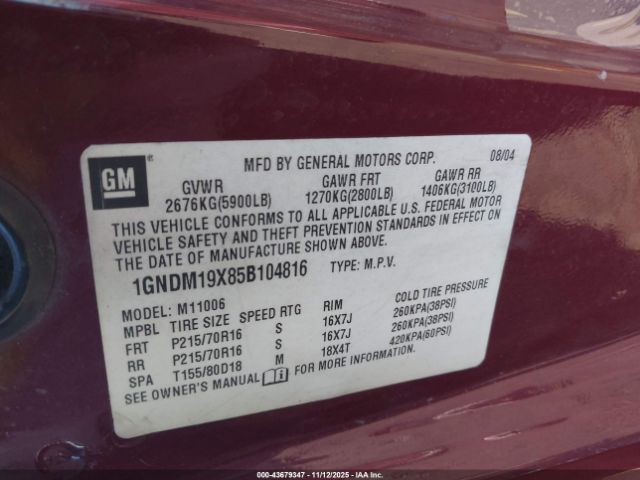 GM ®
MFD BY GENERAL MOTORS CORP. 08/04
GVWR GAWR FRT GAWR RR
2676KG(5900LB) 1270KG(2800LB) 1406KG(3100LB)
THIS VEHICLE CONFORMS TO ALL APPLICABLE U.S. FEDERAL MOTOR
VEHICLE SAFETY AND THEFT PREVENTION STANDARDS IN EFFECT ON
THE DATE OF MANUFACTURE SHOWN ABOVE.
1GNDM19X85B104816 TYPE: M.P.V.
MODEL: M11006
MPBL TIRE SIZE SPEED RTG RIM COLD TIRE PRESSURE
FRT P215/70R16 S 16X7J 260KPA(38PSI)
RR P215/70R16 S 16X7J 260KPA(38PSI)
SPA T155/80D18 M 18X4T 420KPA(60PSI)
SEE OWNER'S MANUAL FOR MORE INFORMATION.
000-43679347 - 11/12/2025 - IAAI.COM